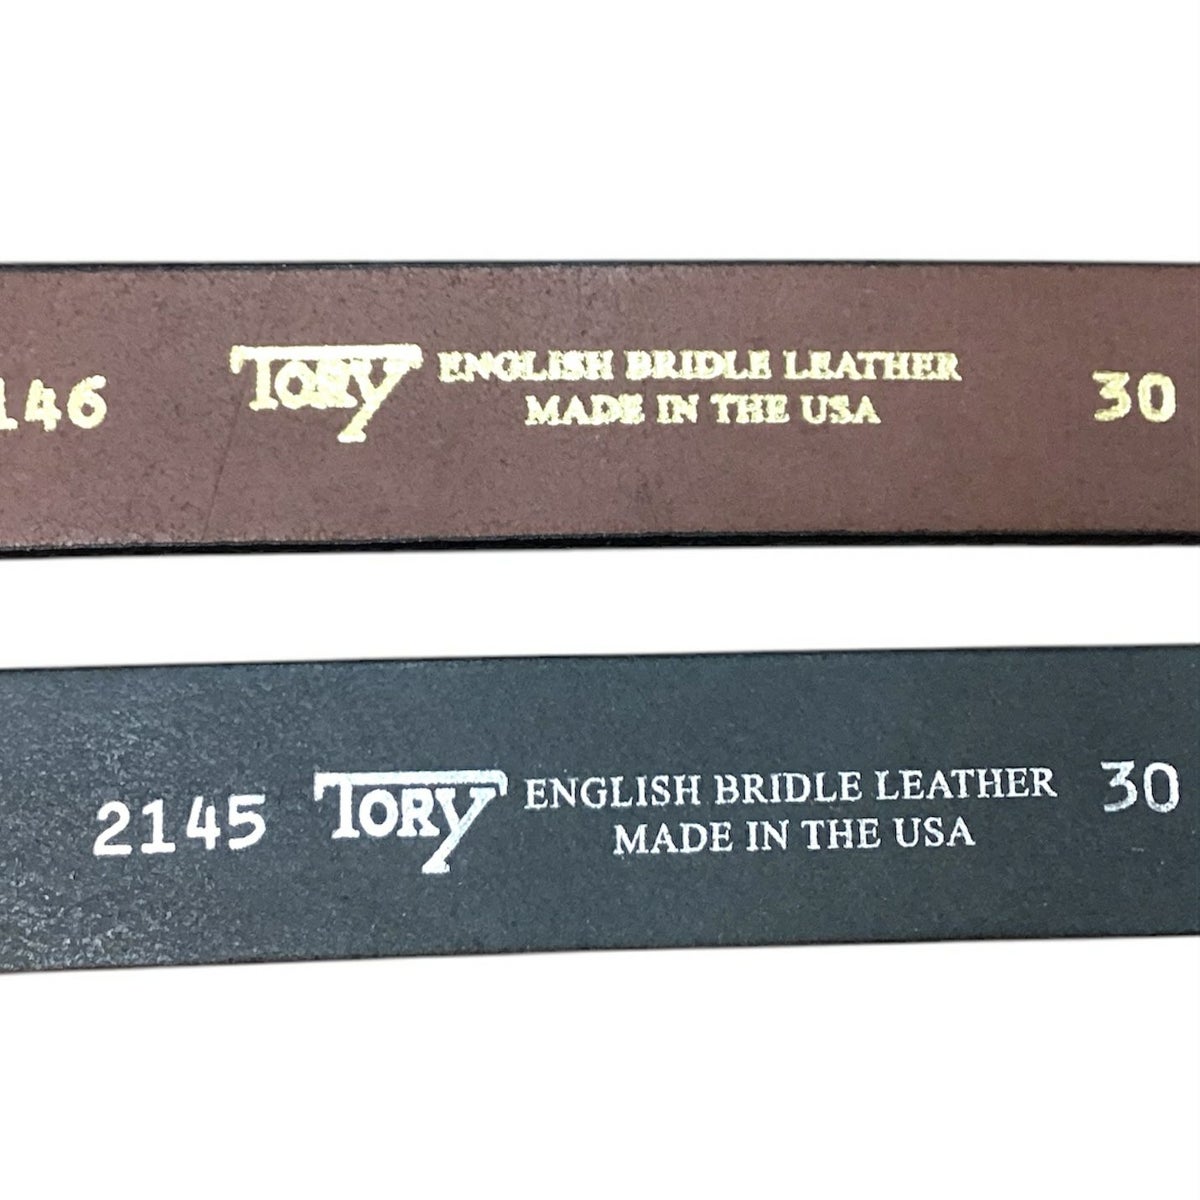 146 TORY ENGLISH BRIDLE LEATHER 30
MADE IN THE USA
2145 TORY ENGLISH BRIDLE LEATHER 30
MADE IN THE USA